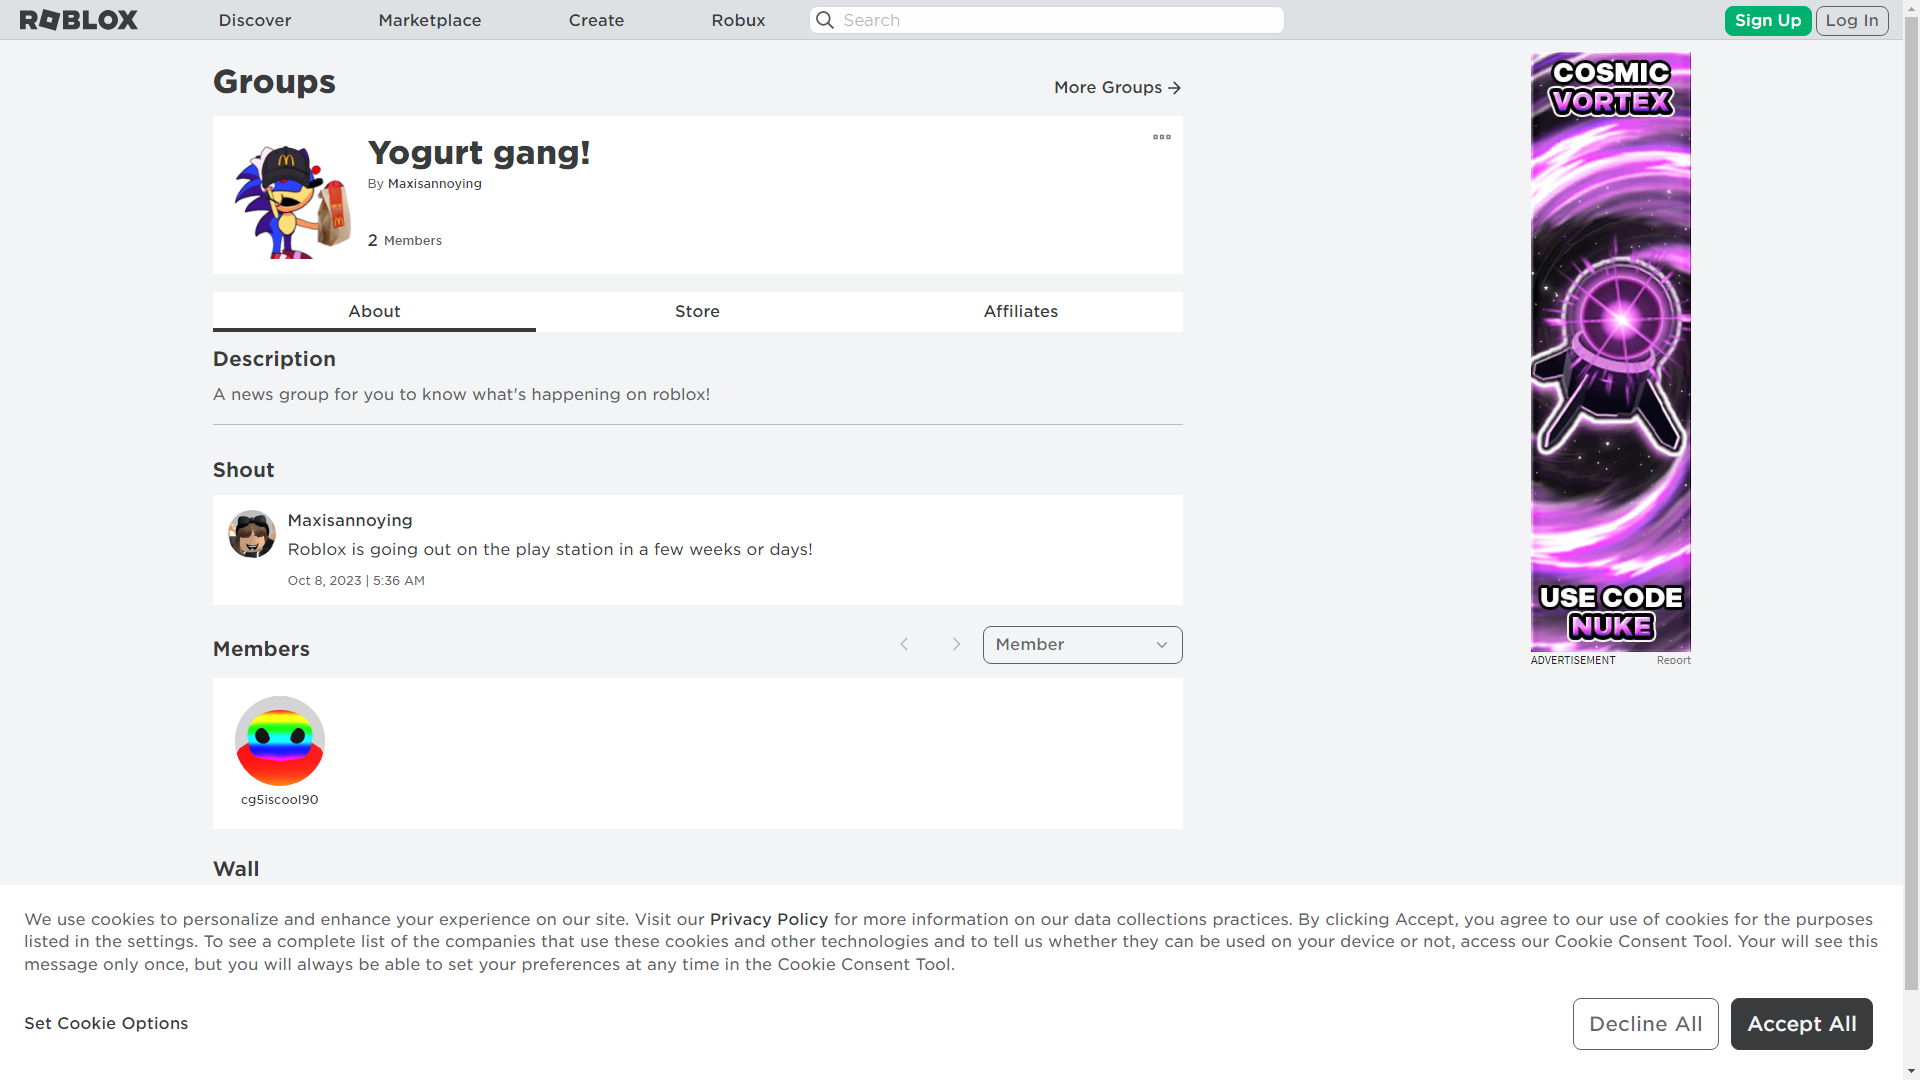 ROBLOX
Discover
Marketplace
Create
Robux
Search
Sign Up
Log In
Groups
More Groups
Yogurt gang!
By Maxisannoying
2 Members
About
Store
Affiliates
Description
A news group for you to know what's happening on roblox!
Shout
Maxisannoying
Roblox is going out on the play station in a few weeks or days!
Oct 8, 2023 | 5:36 AM
Members
Member
cg5iscool90
Wall
COSMIC
VORTEX
USE CODE
NUKE
ADVERTISEMENT
Report
We use cookies to personalize and enhance your experience on our site. Visit our Privacy Policy for more information on our data collections practices. By clicking Accept, you agree to our use of cookies for the purposes
listed in the settings. To see a complete list of the companies that use these cookies and other technologies and to tell us whether they can be used on your device or not, access our Cookie Consent Tool. Your will see this
message only once, but you will always be able to set your preferences at any time in the Cookie Consent Tool.
Set Cookie Options
Decline All
Accept All